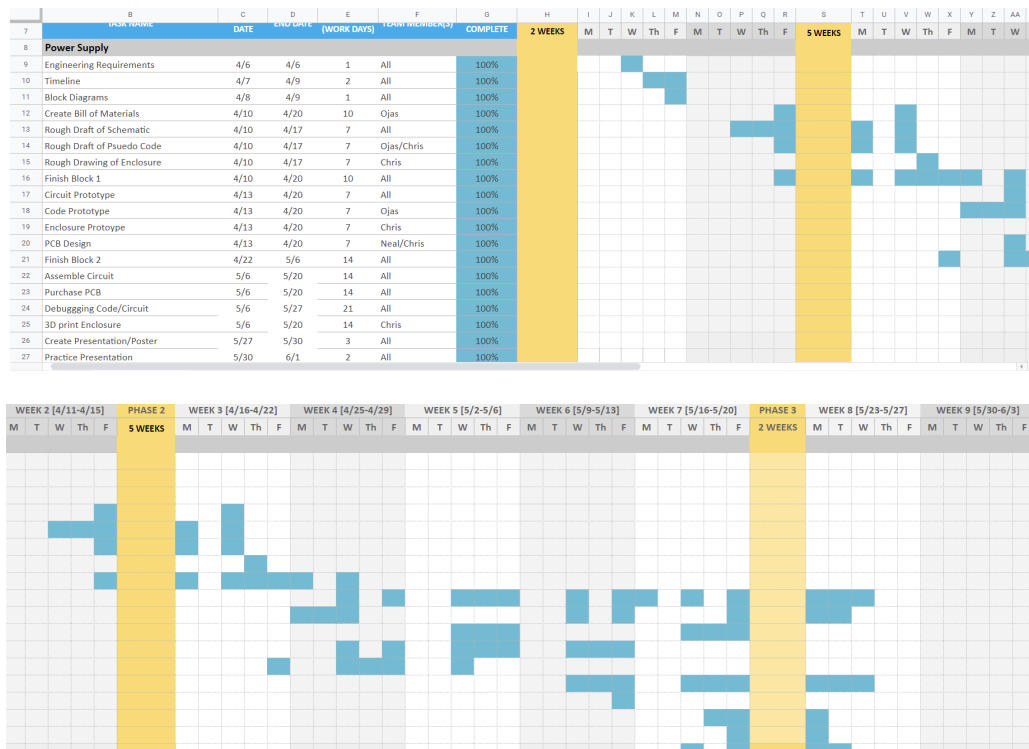 B C D E F G H I J K L M N O P Q R S T U V W X Y Z AA
7 TASK NAME DATE END DATE (WORK DAYS) TEAM MEMBER(S) COMPLETE 2 WEEKS M T W Th F M T W Th F 5 WEEKS M T W Th F M T W
8 Power Supply
9 Engineering Requirements 4/6 4/6 1 All 100%
10 Timeline 4/7 4/9 2 All 100%
11 Block Diagrams 4/8 4/9 1 All 100%
12 Create Bill of Materials 4/10 4/20 10 Ojas 100%
13 Rough Draft of Schematic 4/10 4/17 7 All 100%
14 Rough Draft of Psuedo Code 4/10 4/17 7 Ojas/Chris 100%
15 Rough Drawing of Enclosure 4/10 4/17 7 Chris 100%
16 Finish Block 1 4/10 4/20 10 All 100%
17 Circuit Prototype 4/13 4/20 7 All 100%
18 Code Prototype 4/13 4/20 7 Ojas 100%
19 Enclosure Protoype 4/13 4/20 7 Chris 100%
20 PCB Design 4/13 4/20 7 Neal/Chris 100%
21 Finish Block 2 4/22 5/6 14 All 100%
22 Assemble Circuit 5/6 5/20 14 All 100%
23 Purchase PCB 5/6 5/20 14 All 100%
24 Debuggging Code/Circuit 5/6 5/27 21 All 100%
25 3D print Enclosure 5/6 5/20 14 Chris 100%
26 Create Presentation/Poster 5/27 5/30 3 All 100%
27 Practice Presentation 5/30 6/1 2 All 100%
WEEK 2 [4/11-4/15] PHASE 2 WEEK 3 [4/16-4/22] WEEK 4 [4/25-4/29] WEEK 5 [5/2-5/6] WEEK 6 [5/9-5/13] WEEK 7 [5/16-5/20] PHASE 3 WEEK 8 [5/23-5/27] WEEK 9 [5/30-6/3]
M T W Th F 5 WEEKS M T W Th F M T W Th F M T W Th F M T W Th F M T W Th F 2 WEEKS M T W Th F M T W Th F